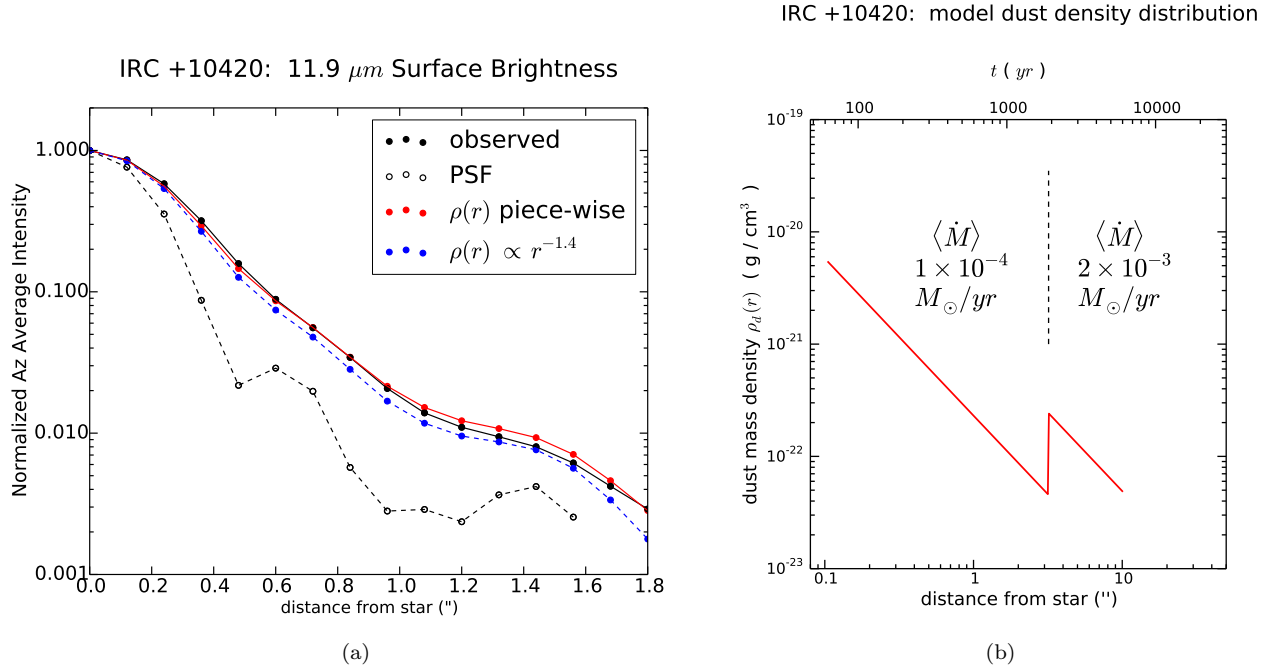 IRC +10420:  11.9 μm Surface Brightness
Normalized Az Average Intensity
1.000
0.100
0.010
0.001
observed
PSF
ρ(r) piece-wise
ρ(r) ∝ r^{-1.4}
0.0 0.2 0.4 0.6 0.8 1.0 1.2 1.4 1.6 1.8
distance from star (")
(a)
IRC +10420:  model dust density distribution
t ( yr )
100 1000 10000
dust mass density ρ_d(r)  ( g / cm^3 )
10^{-19}
10^{-20}
10^{-21}
10^{-22}
10^{-23}
⟨Ṁ⟩
1 × 10^{-4}
M_⊙/yr
⟨Ṁ⟩
2 × 10^{-3}
M_⊙/yr
0.1 1 10
distance from star ('')
(b)